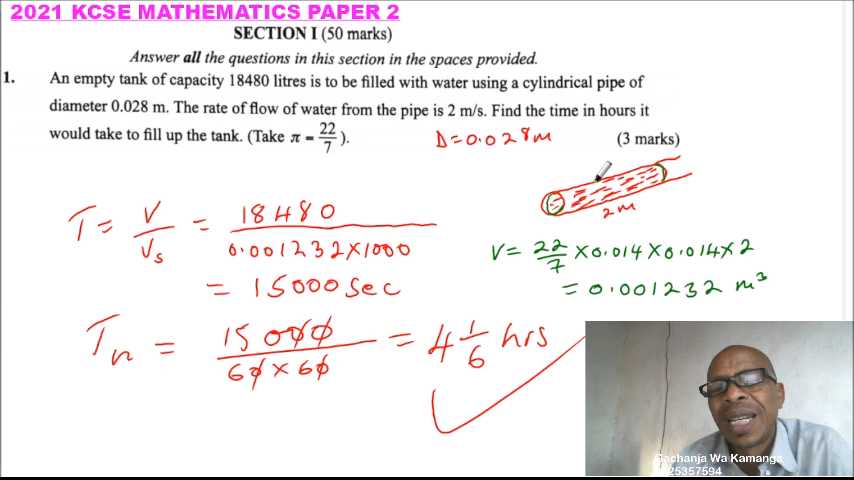 2021 KCSE MATHEMATICS PAPER 2
SECTION I (50 marks)
Answer all the questions in this section in the spaces provided.
1. An empty tank of capacity 18480 litres is to be filled with water using a cylindrical pipe of
diameter 0.028 m. The rate of flow of water from the pipe is 2 m/s. Find the time in hours it
would take to fill up the tank. (Take π = 22/7).
(3 marks)
D = 0.028m
2m
T = V/Vs = 18480/0.001232×1000
= 15000 sec
V = 22/7 × 0.014 × 0.014 × 2
= 0.001232 m³
Tn = 15000/60×60 = 4 1/6 hrs
Gachanja Wa Kamanga
25357594